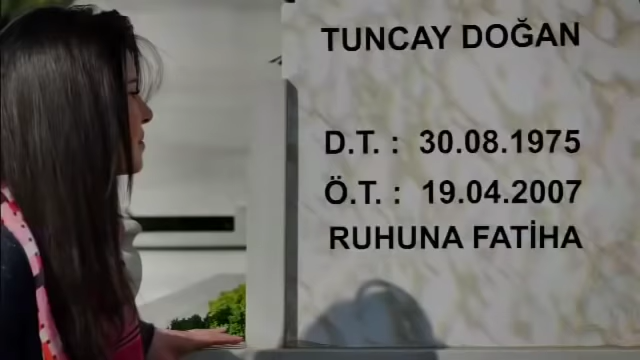 TUNCAY DOĞAN
D.T. : 30.08.1975
Ö.T. : 19.04.2007
RUHUNA FATİHA